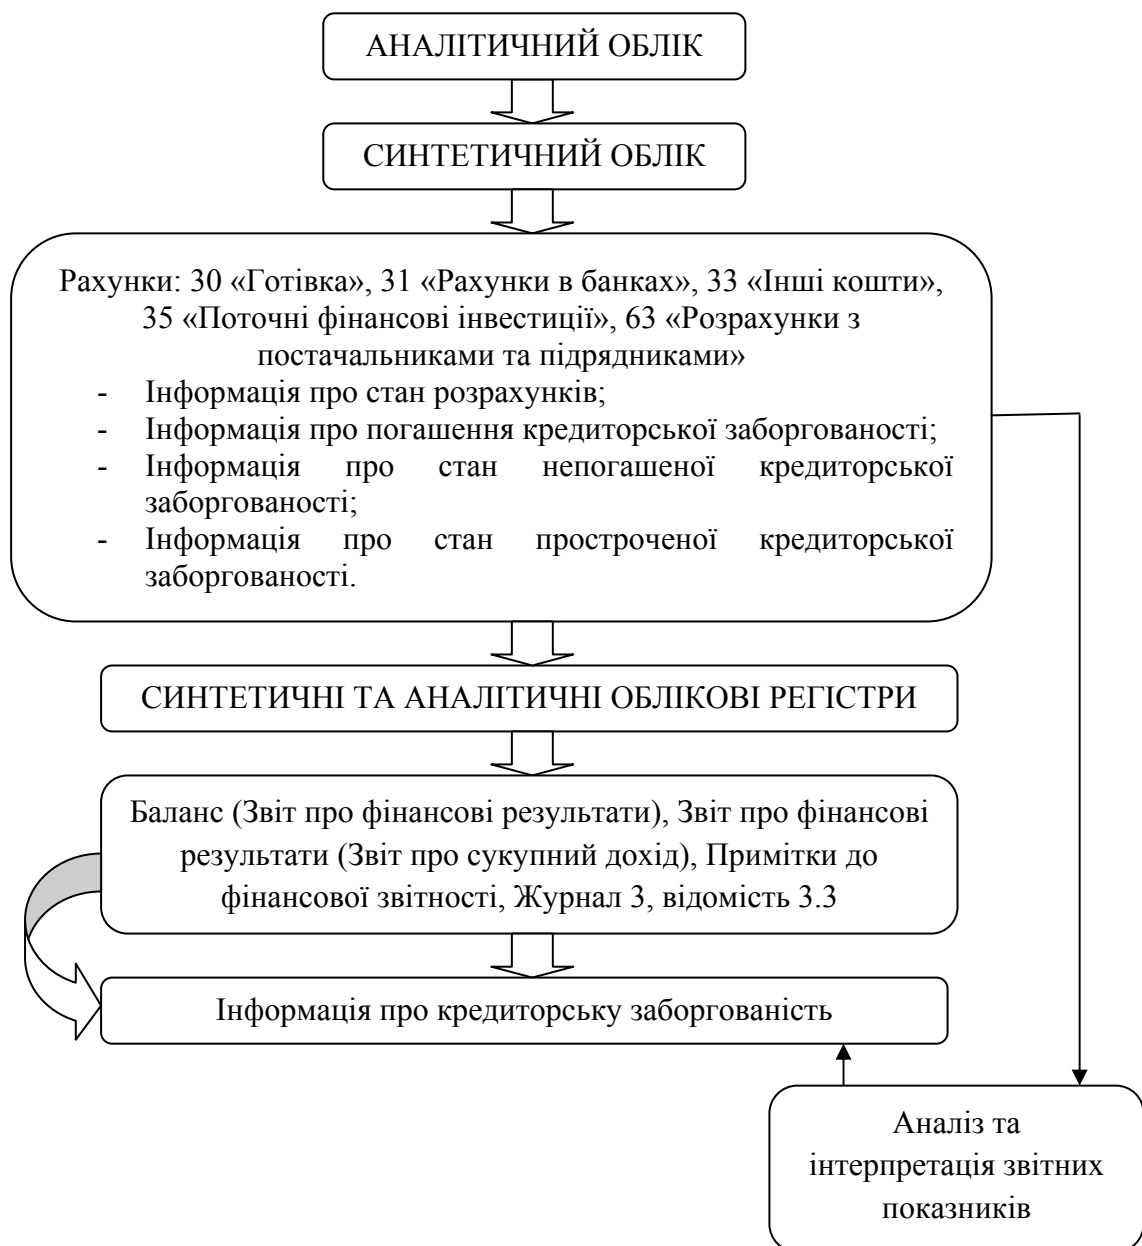 АНАЛІТИЧНИЙ ОБЛІК
СИНТЕТИЧНИЙ ОБЛІК
Рахунки: 30 «Готівка», 31 «Рахунки в банках», 33 «Інші кошти»,
35 «Поточні фінансові інвестиції», 63 «Розрахунки з
постачальниками та підрядниками»
- Інформація про стан розрахунків;
- Інформація про погашення кредиторської заборгованості;
- Інформація про стан непогашеної кредиторської
заборгованості;
- Інформація про стан простроченої кредиторської
заборгованості.
СИНТЕТИЧНІ ТА АНАЛІТИЧНІ ОБЛІКОВІ РЕГІСТРИ
Баланс (Звіт про фінансові результати), Звіт про фінансові
результати (Звіт про сукупний дохід), Примітки до
фінансової звітності, Журнал 3, відомість 3.3
Інформація про кредиторську заборгованість
Аналіз та
інтерпретація звітних
показників